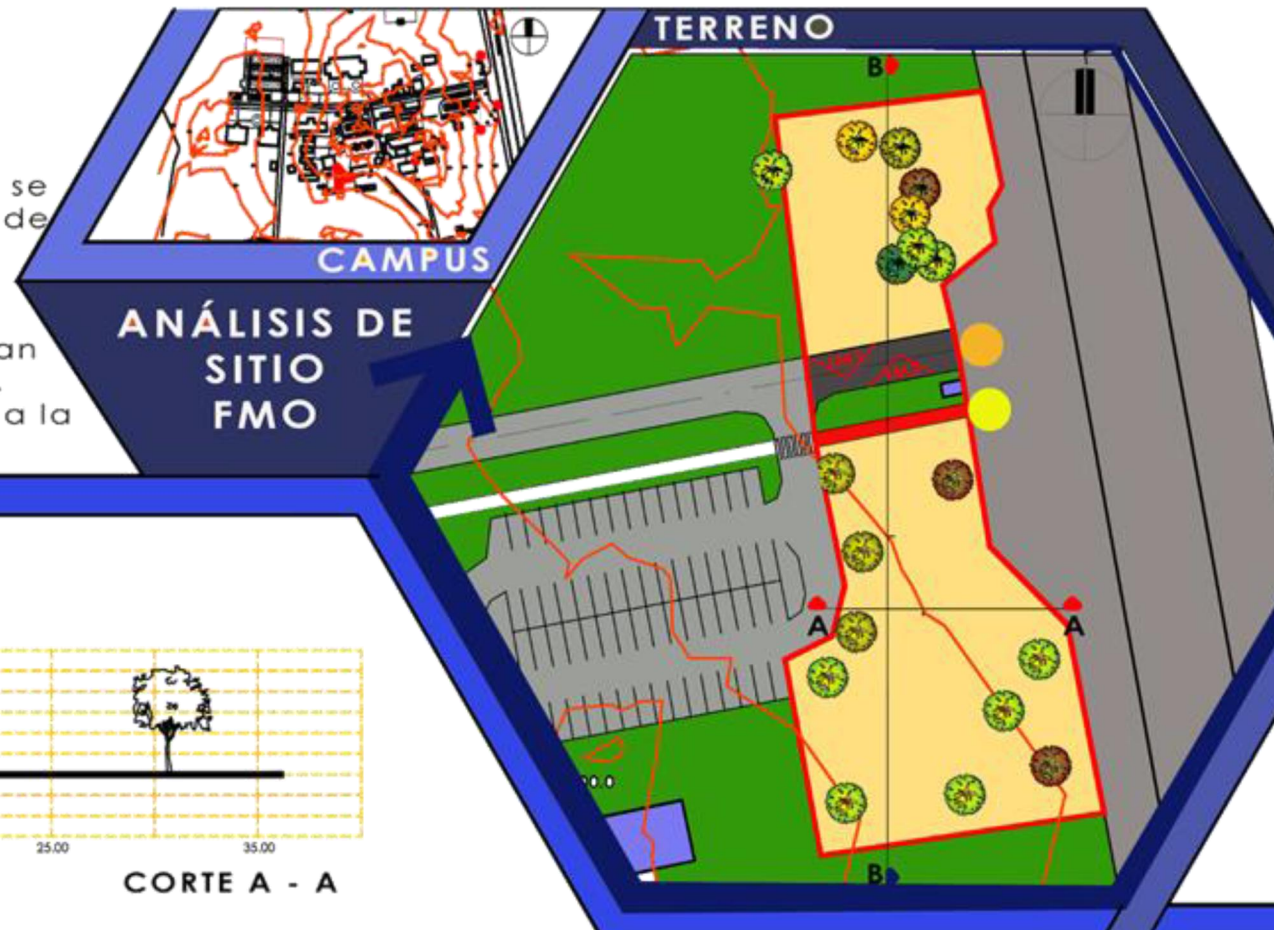 TERRENO
B
se
de
CAMPUS
ANÁLISIS DE
SITIO
FMO
an
a la
A
A
25.00
35.00
CORTE A - A
B